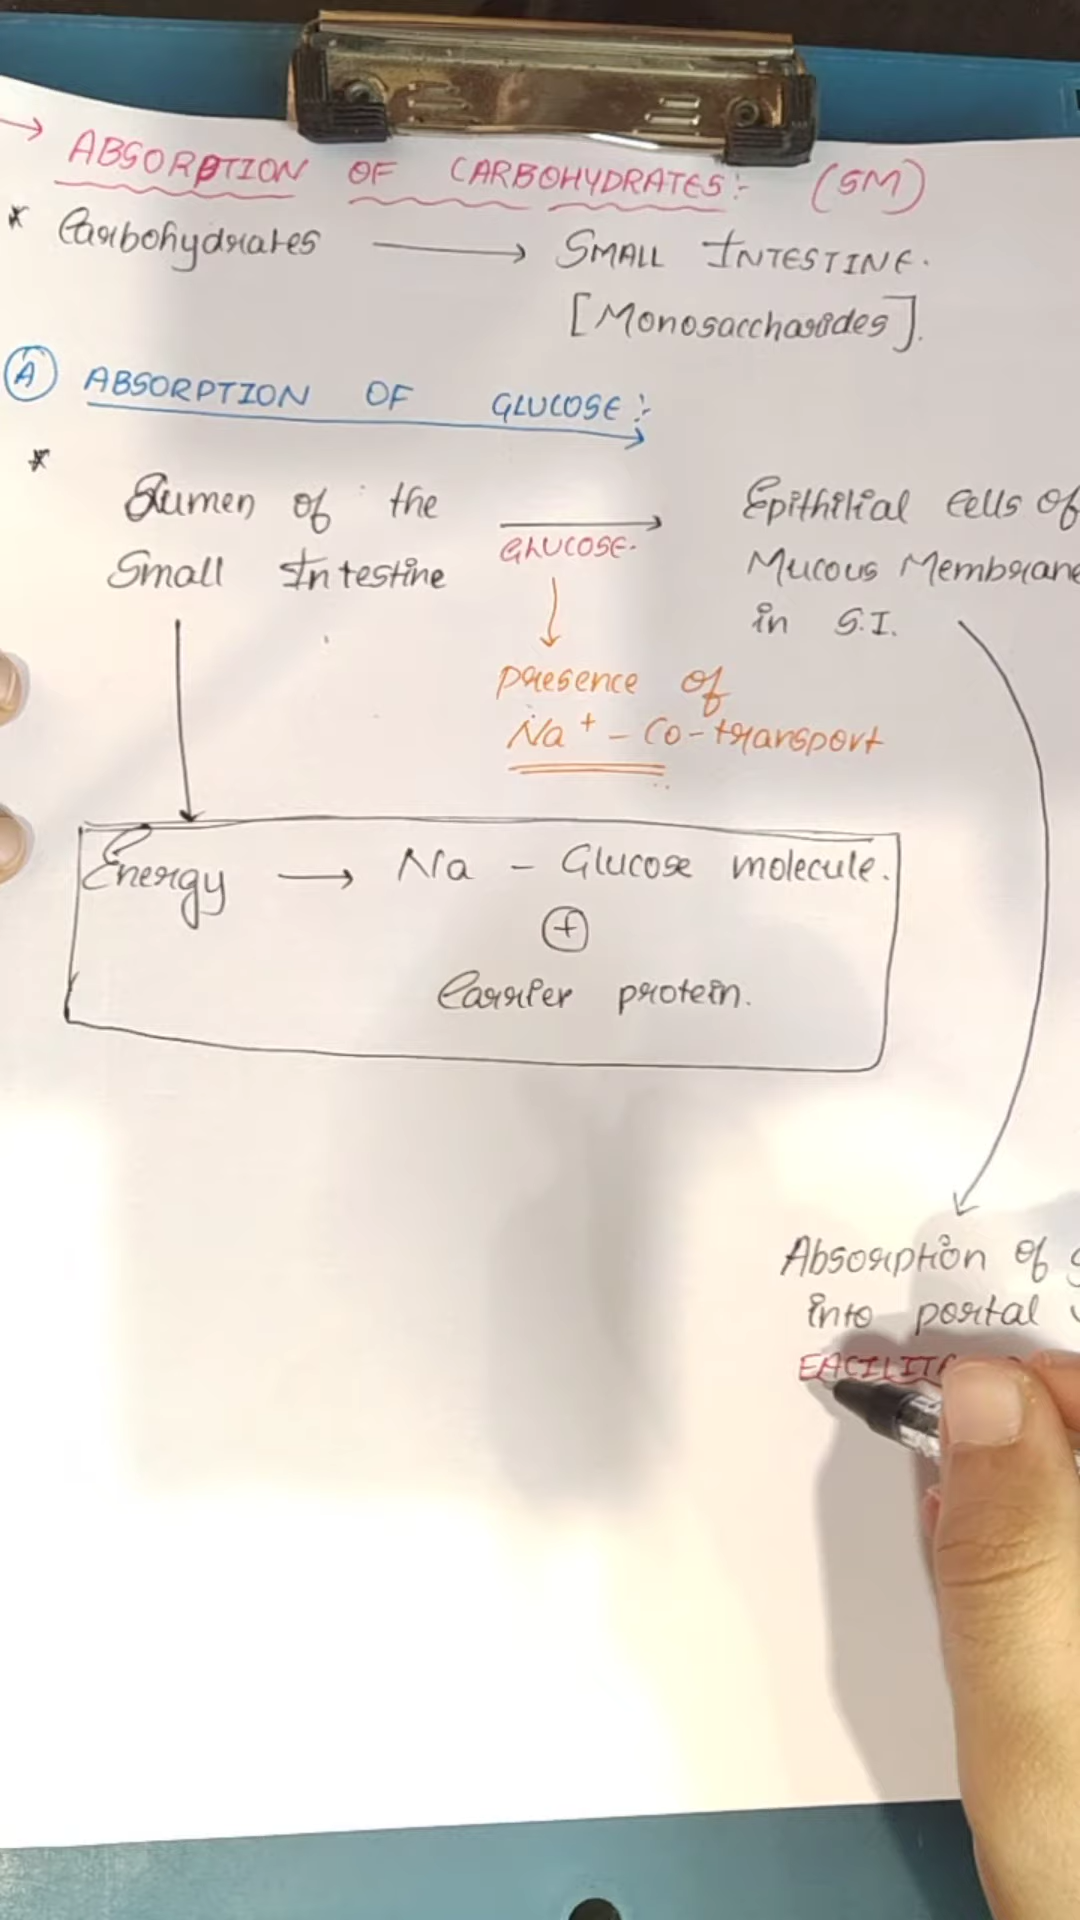 → ABSORPTION OF CARBOHYDRATES:- (5M)
* Carbohydrates → SMALL INTESTINE.
[Monosaccharides].
(A) ABSORPTION OF GLUCOSE:-
* Lumen of the Small Intestine → GLUCOSE.
Epithilial cells of
Mucous Membrane
in S.I.
↓
presence of
Na+ - Co-transport
Energy → Na - Glucose molecule.
(+)
Carrier protein.
Absorption of
into portal